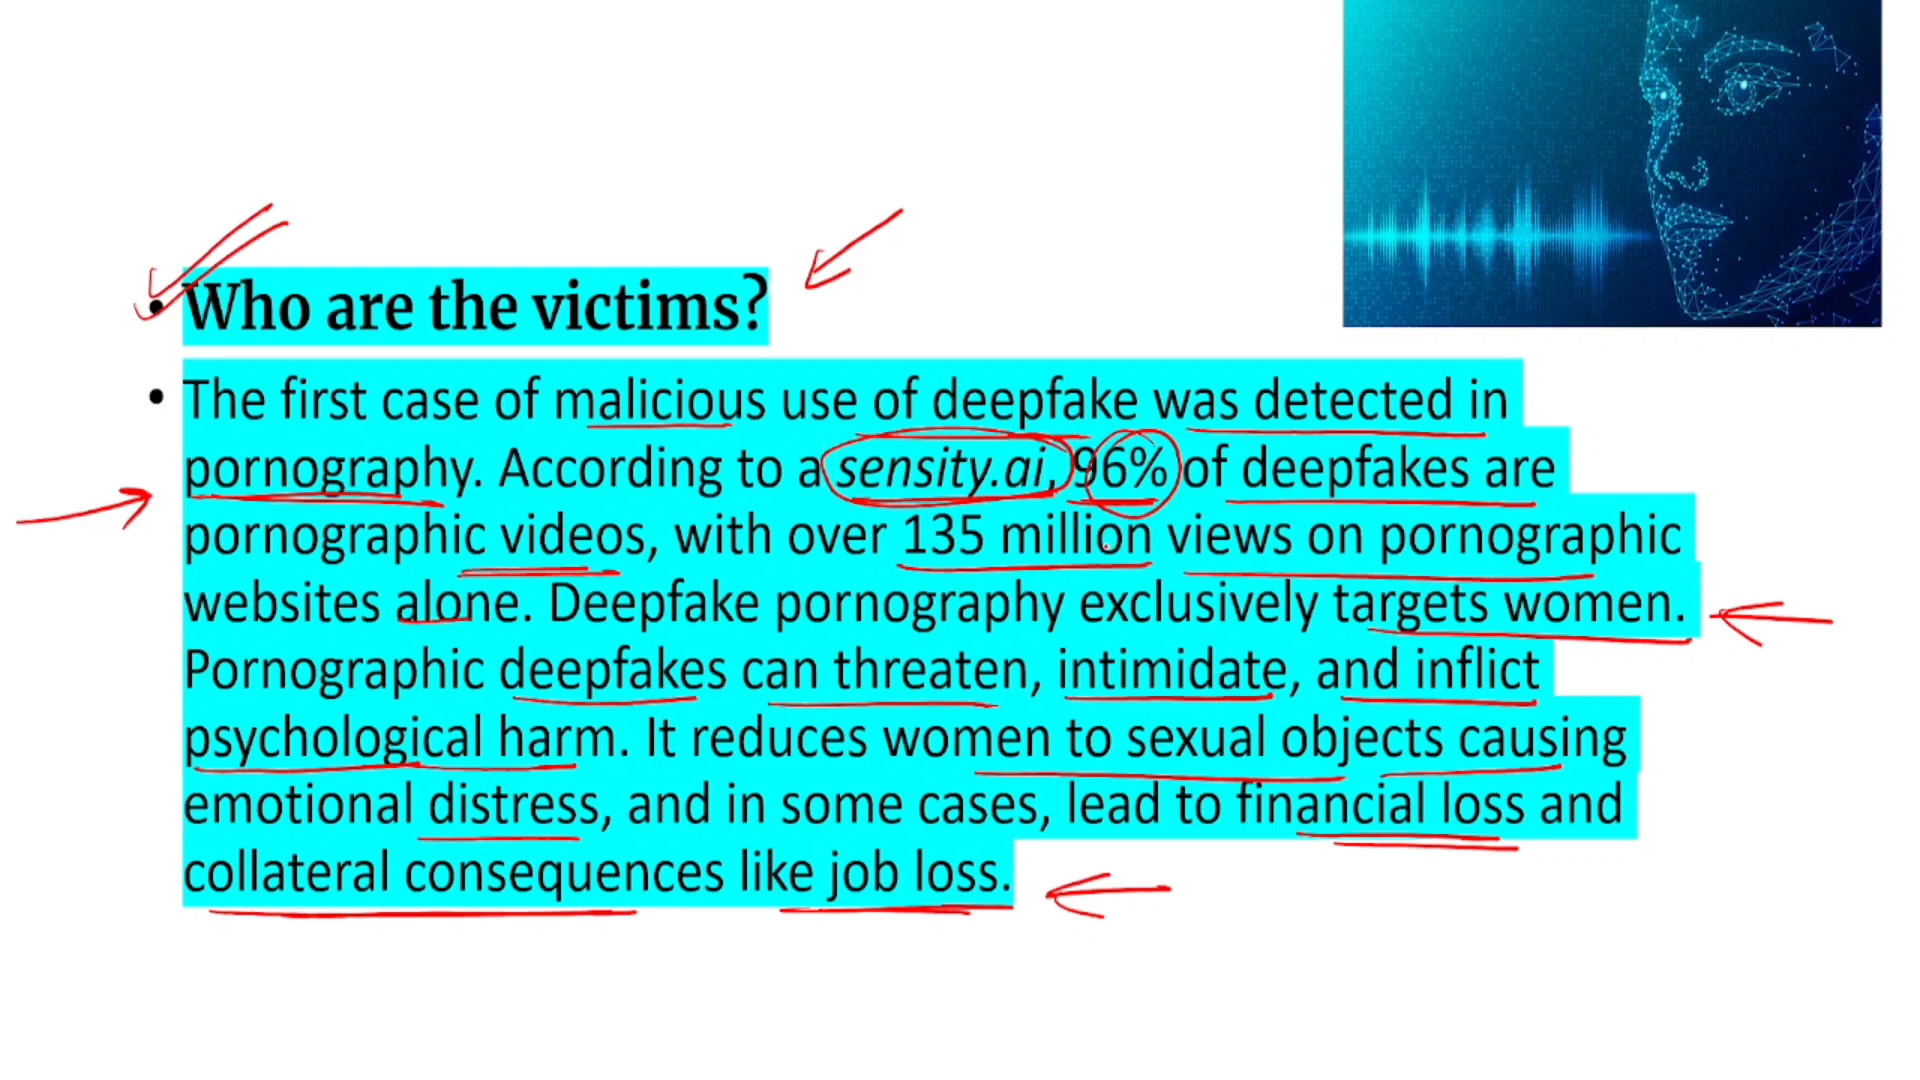 • Who are the victims?
• The first case of malicious use of deepfake was detected in
pornography. According to a sensity.ai, 96% of deepfakes are
pornographic videos, with over 135 million views on pornographic
websites alone. Deepfake pornography exclusively targets women.
Pornographic deepfakes can threaten, intimidate, and inflict
psychological harm. It reduces women to sexual objects causing
emotional distress, and in some cases, lead to financial loss and
collateral consequences like job loss.